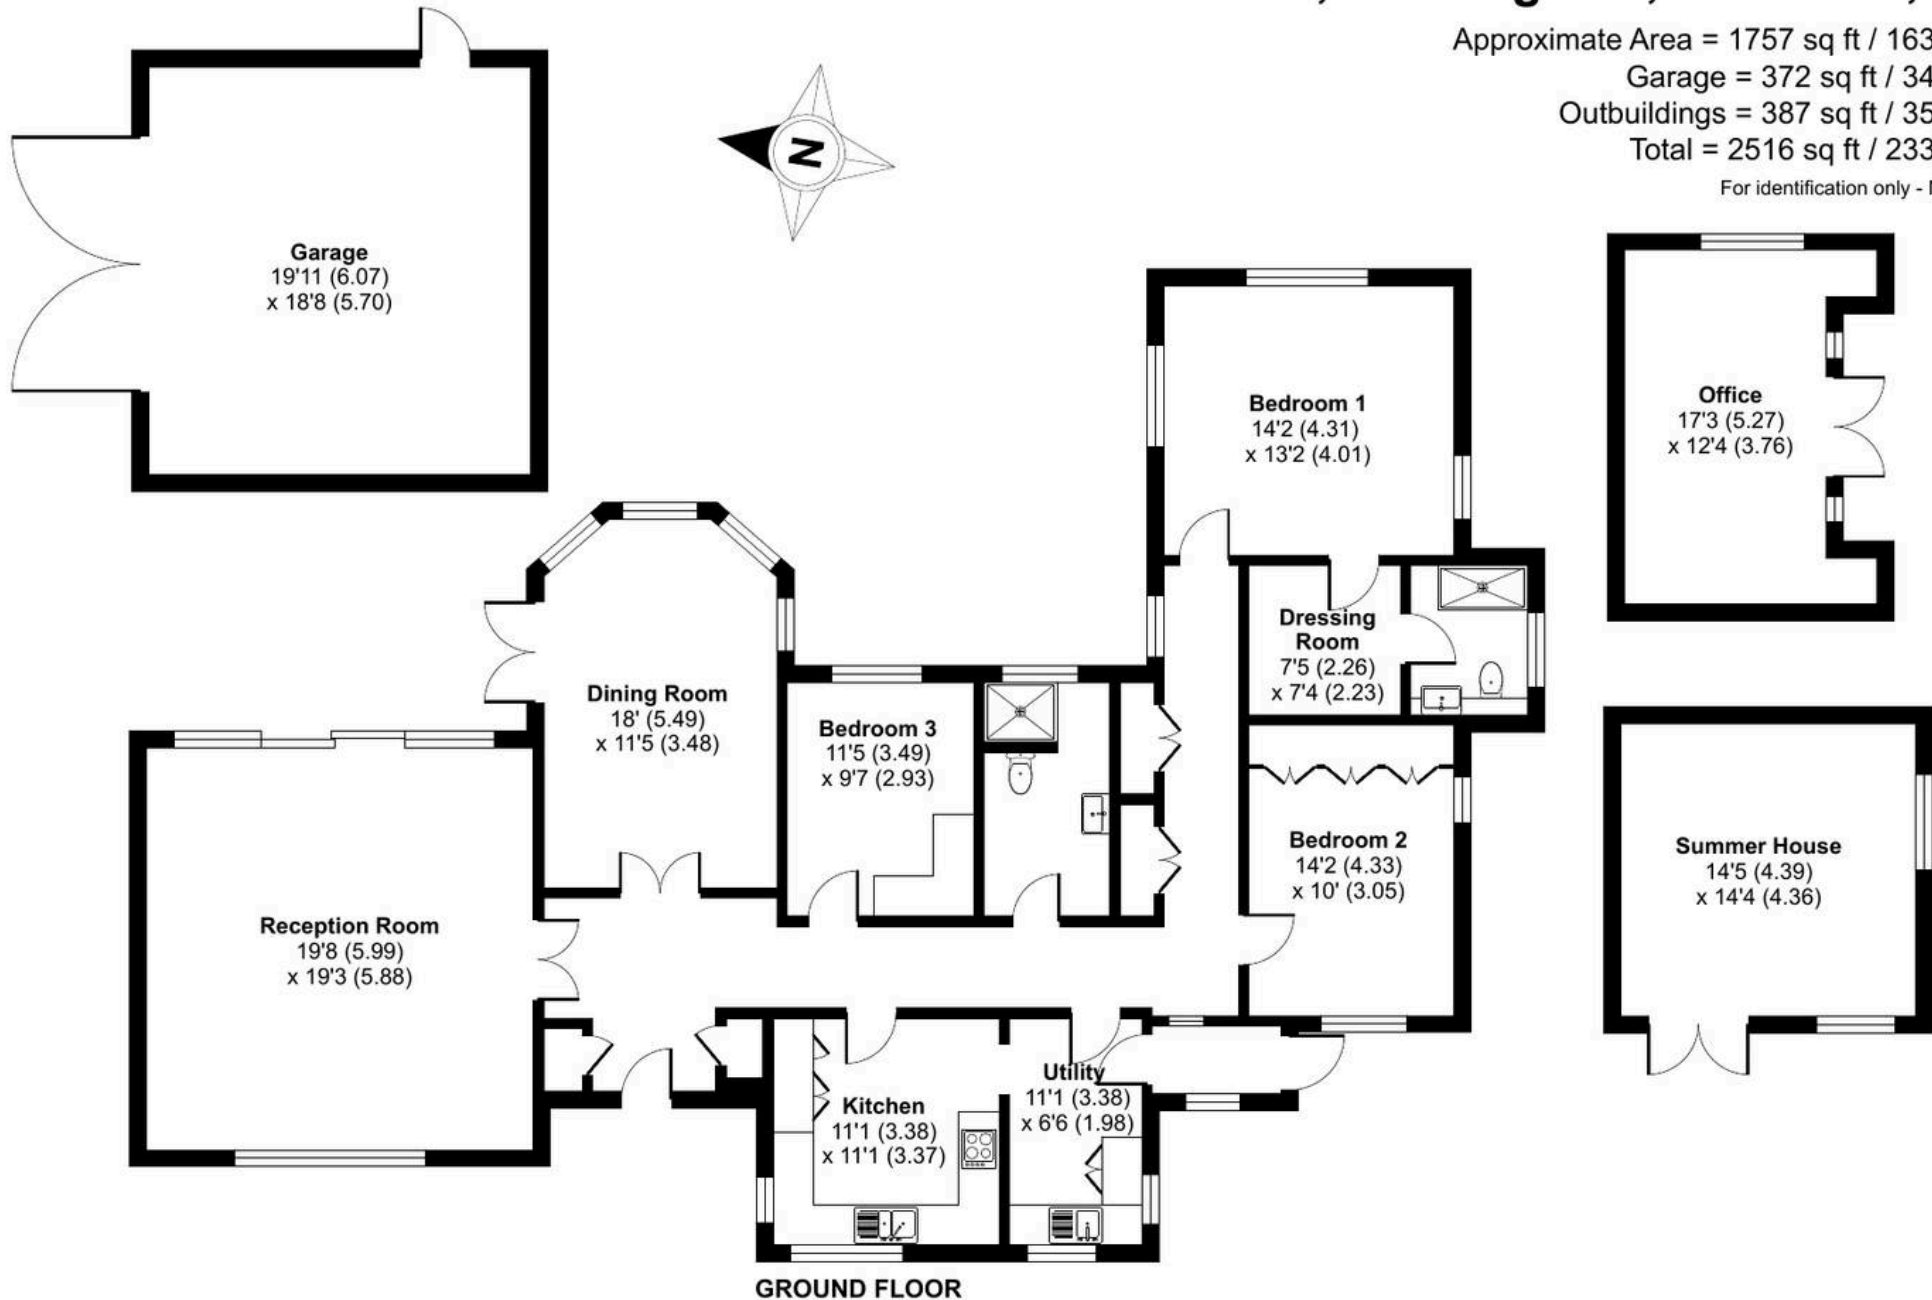 Approximate Area = 1757 sq ft / 163
Garage = 372 sq ft / 34
Outbuildings = 387 sq ft / 35
Total = 2516 sq ft / 233
For identification only -
N
Garage
19'11 (6.07)
x 18'8 (5.70)
Bedroom 1
14'2 (4.31)
x 13'2 (4.01)
Office
17'3 (5.27)
x 12'4 (3.76)
Dressing
Room
7'5 (2.26)
x 7'4 (2.23)
Dining Room
18' (5.49)
x 11'5 (3.48)
Bedroom 3
11'5 (3.49)
x 9'7 (2.93)
Bedroom 2
14'2 (4.33)
x 10' (3.05)
Summer House
14'5 (4.39)
x 14'4 (4.36)
Reception Room
19'8 (5.99)
x 19'3 (5.88)
Kitchen
11'1 (3.38)
x 11'1 (3.37)
Utility
11'1 (3.38)
x 6'6 (1.98)
GROUND FLOOR